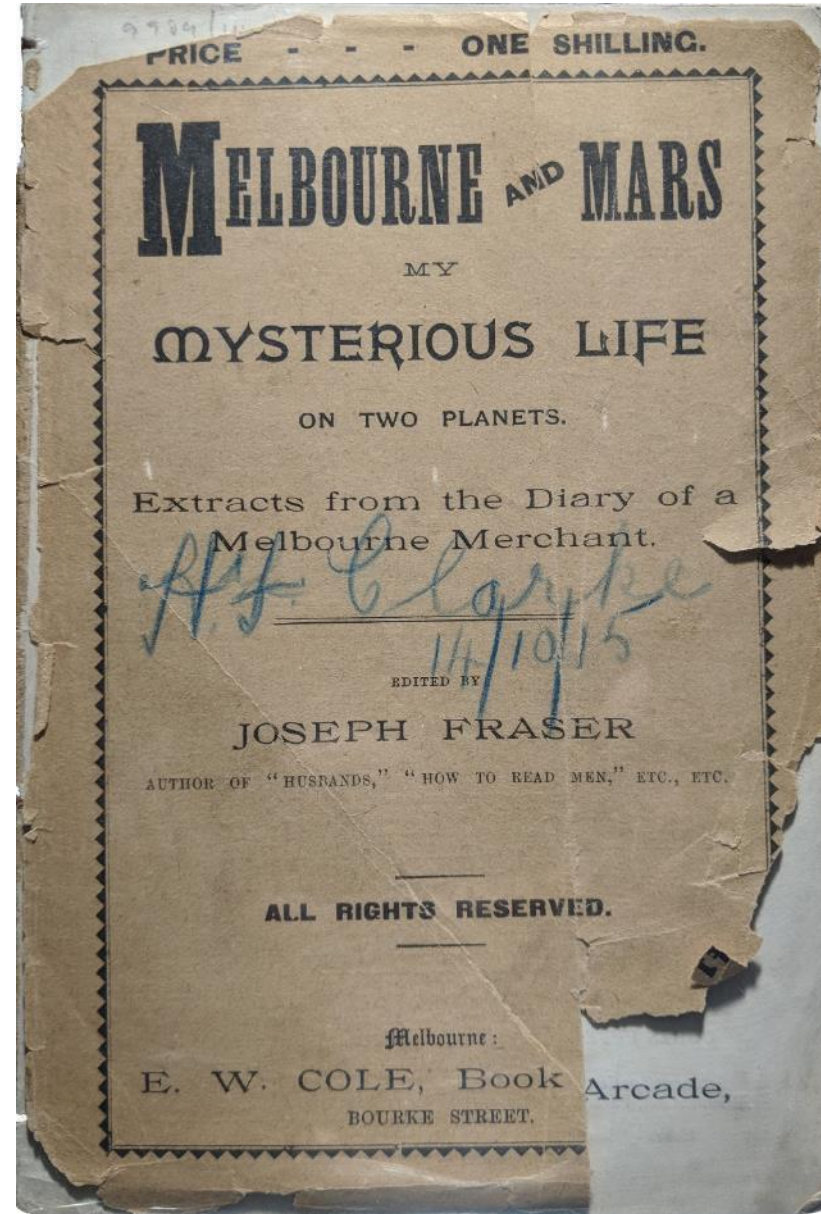 PRICE - - - ONE SHILLING.
MELBOURNE AND MARS
MY
MYSTERIOUS LIFE
ON TWO PLANETS.
Extracts from the Diary of a
Melbourne Merchant.
H. F. Clarke
14/10/15
EDITED BY
JOSEPH FRASER
AUTHOR OF "HUSBANDS," "HOW TO READ MEN," ETC., ETC.
ALL RIGHTS RESERVED.
Melbourne:
E. W. COLE, Book Arcade,
BOURKE STREET.